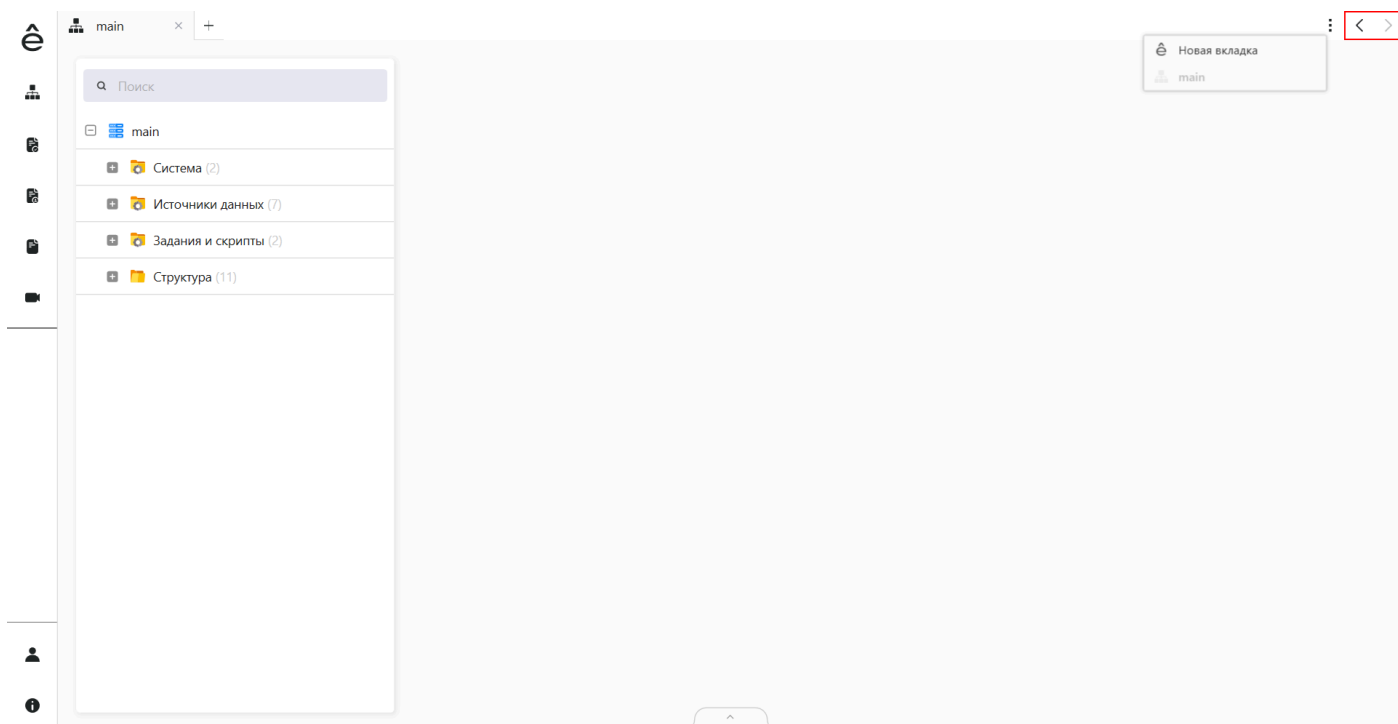 ê
main
Новая вкладка
main
Поиск
main
Система (2)
Источники данных (7)
Задания и скрипты (2)
Структура (11)